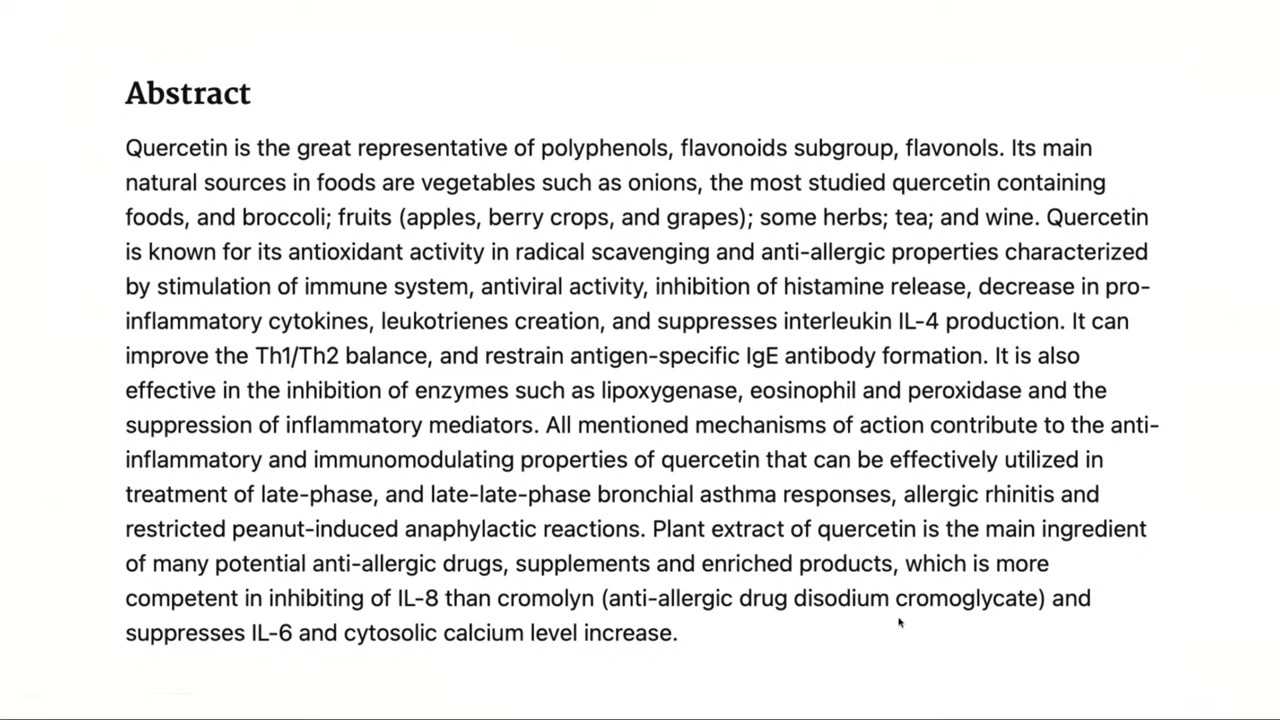 Abstract
Quercetin is the great representative of polyphenols, flavonoids subgroup, flavonols. Its main
natural sources in foods are vegetables such as onions, the most studied quercetin containing
foods, and broccoli; fruits (apples, berry crops, and grapes); some herbs; tea; and wine. Quercetin
is known for its antioxidant activity in radical scavenging and anti-allergic properties characterized
by stimulation of immune system, antiviral activity, inhibition of histamine release, decrease in pro-
inflammatory cytokines, leukotrienes creation, and suppresses interleukin IL-4 production. It can
improve the Th1/Th2 balance, and restrain antigen-specific IgE antibody formation. It is also
effective in the inhibition of enzymes such as lipoxygenase, eosinophil and peroxidase and the
suppression of inflammatory mediators. All mentioned mechanisms of action contribute to the anti-
inflammatory and immunomodulating properties of quercetin that can be effectively utilized in
treatment of late-phase, and late-late-phase bronchial asthma responses, allergic rhinitis and
restricted peanut-induced anaphylactic reactions. Plant extract of quercetin is the main ingredient
of many potential anti-allergic drugs, supplements and enriched products, which is more
competent in inhibiting of IL-8 than cromolyn (anti-allergic drug disodium cromoglycate) and
suppresses IL-6 and cytosolic calcium level increase.